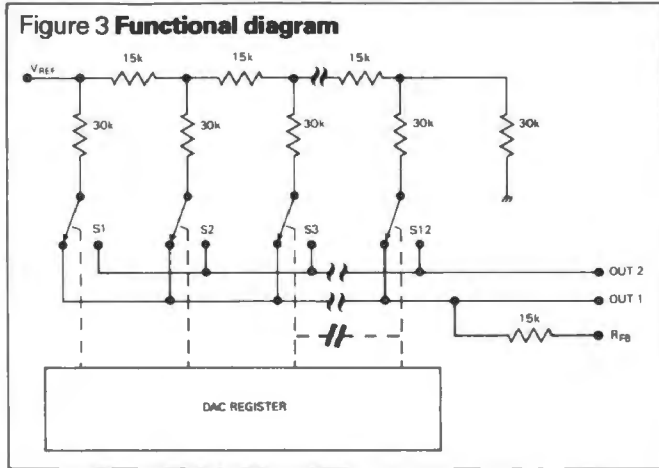 Figure 3 Functional diagram
15k 15k 15k
VREF
30k 30k 30k 30k 30k
S1 S2 S3 S12
OUT 2
OUT 1
15k
RFB
DAC REGISTER